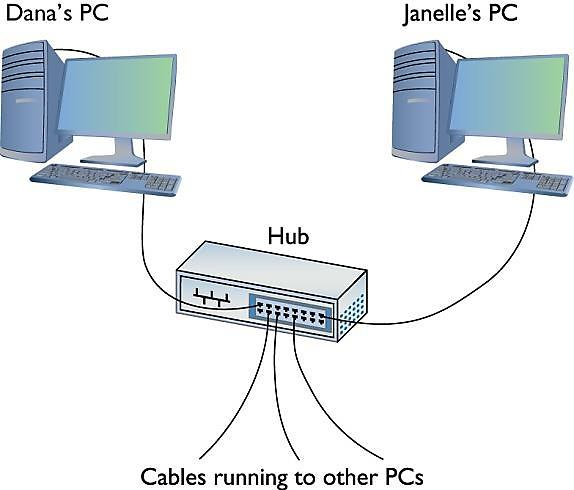 Dana's PC
Janelle's PC
Hub
Cables running to other PCs